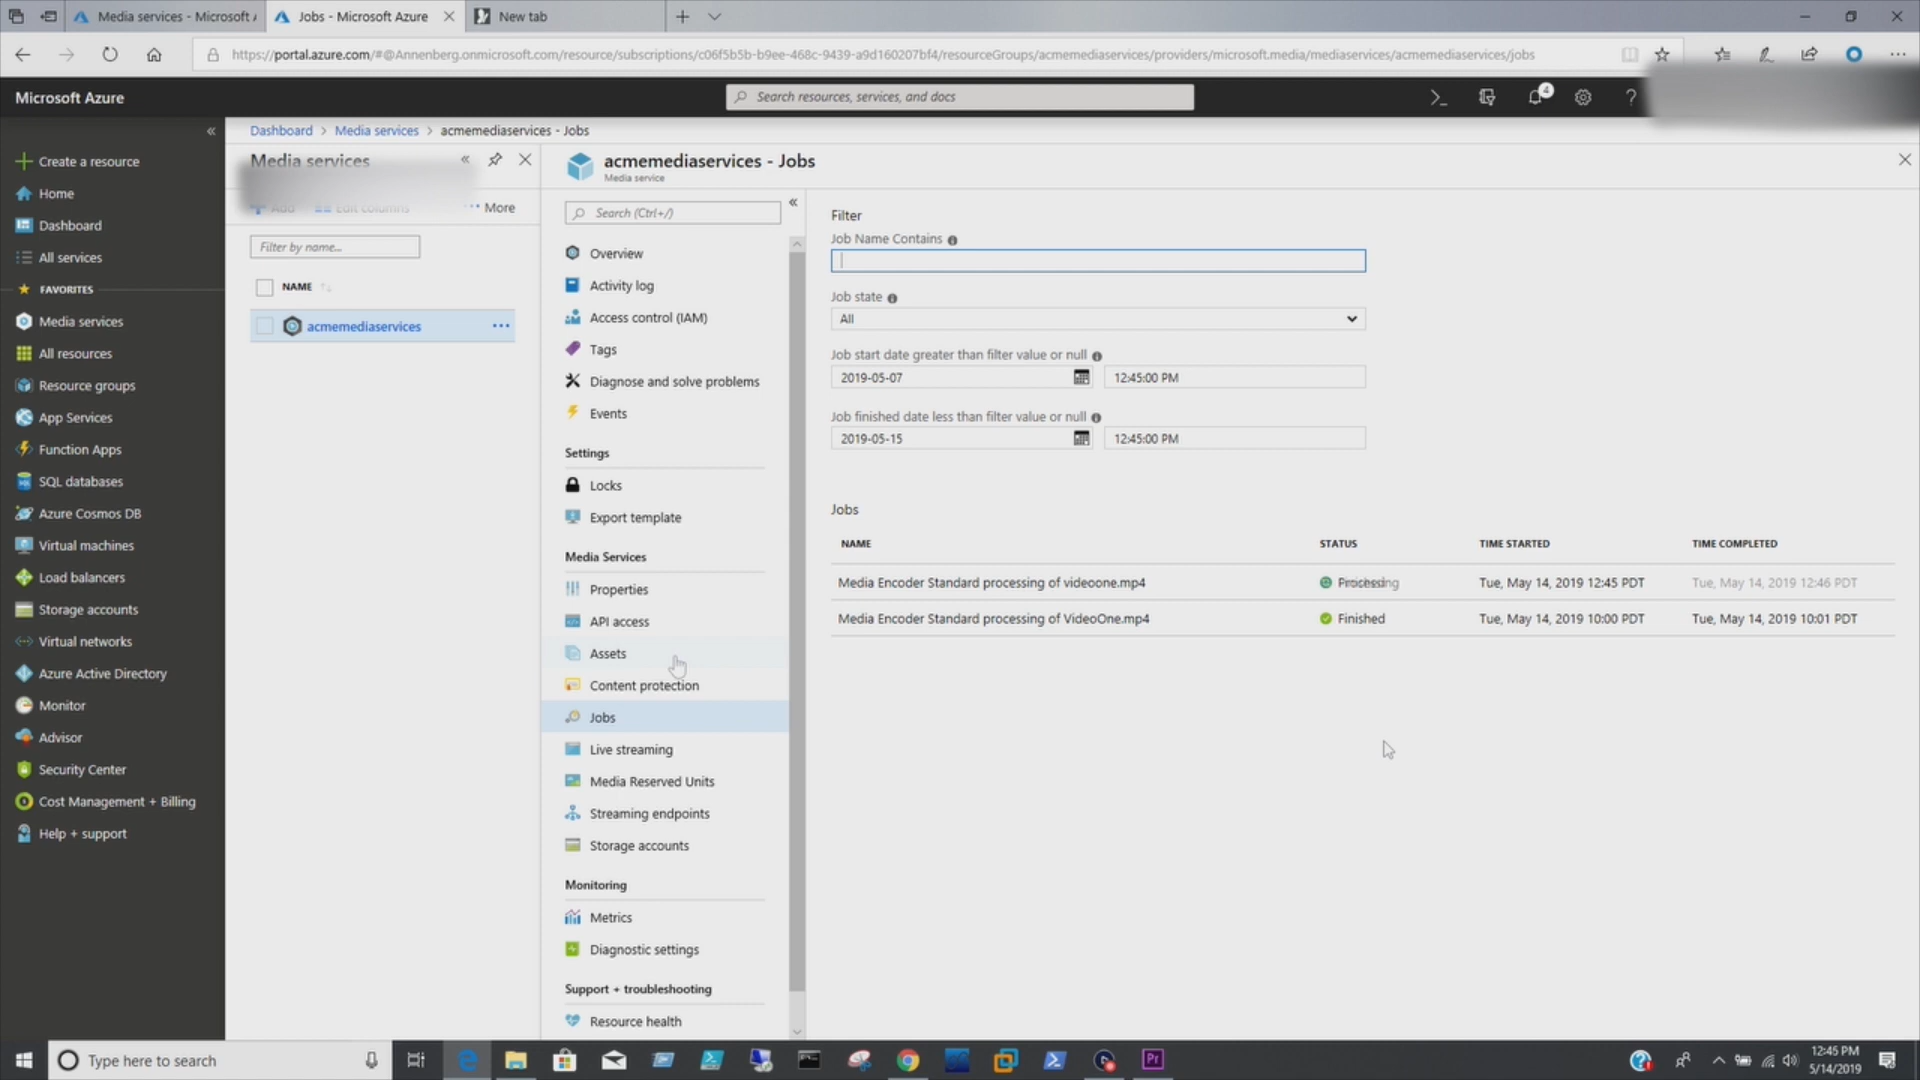 Media services - Microsoft A
Jobs - Microsoft Azure
New tab
https://portal.azure.com/#@Annenberg.onmicrosoft.com/resource/subscriptions/c06f5b5b-b9ee-468c-9439-a9d160207bf4/resourceGroups/acmemediaservices/providers/microsoft.media/mediaservices/acmemediaservices/jobs
Microsoft Azure
Search resources, services, and docs
4
?
Dashboard > Media services > acmemediaservices - Jobs
Create a resource
Home
Dashboard
All services
FAVORITES
Media services
All resources
Resource groups
App Services
Function Apps
SQL databases
Azure Cosmos DB
Virtual machines
Load balancers
Storage accounts
Virtual networks
Azure Active Directory
Monitor
Advisor
Security Center
Cost Management + Billing
Help + support
Media services
Add
Edit columns
More
Filter by name...
NAME
acmemediaservices
acmemediaservices - Jobs
Media service
Search (Ctrl+/)
Overview
Activity log
Access control (IAM)
Tags
Diagnose and solve problems
Events
Settings
Locks
Export template
Media Services
Properties
API access
Assets
Content protection
Jobs
Live streaming
Media Reserved Units
Streaming endpoints
Storage accounts
Monitoring
Metrics
Diagnostic settings
Support + troubleshooting
Resource health
Filter
Job Name Contains
Job state
All
Job start date greater than filter value or null
2019-05-07 12:45:00 PM
Job finished date less than filter value or null
2019-05-15 12:45:00 PM
Jobs
NAME STATUS TIME STARTED TIME COMPLETED
Media Encoder Standard processing of videoone.mp4 Processing Tue, May 14, 2019 12:45 PDT Tue, May 14, 2019 12:46 PDT
Media Encoder Standard processing of VideoOne.mp4 Finished Tue, May 14, 2019 10:00 PDT Tue, May 14, 2019 10:01 PDT
Type here to search
Pr
12:45 PM
5/14/2019